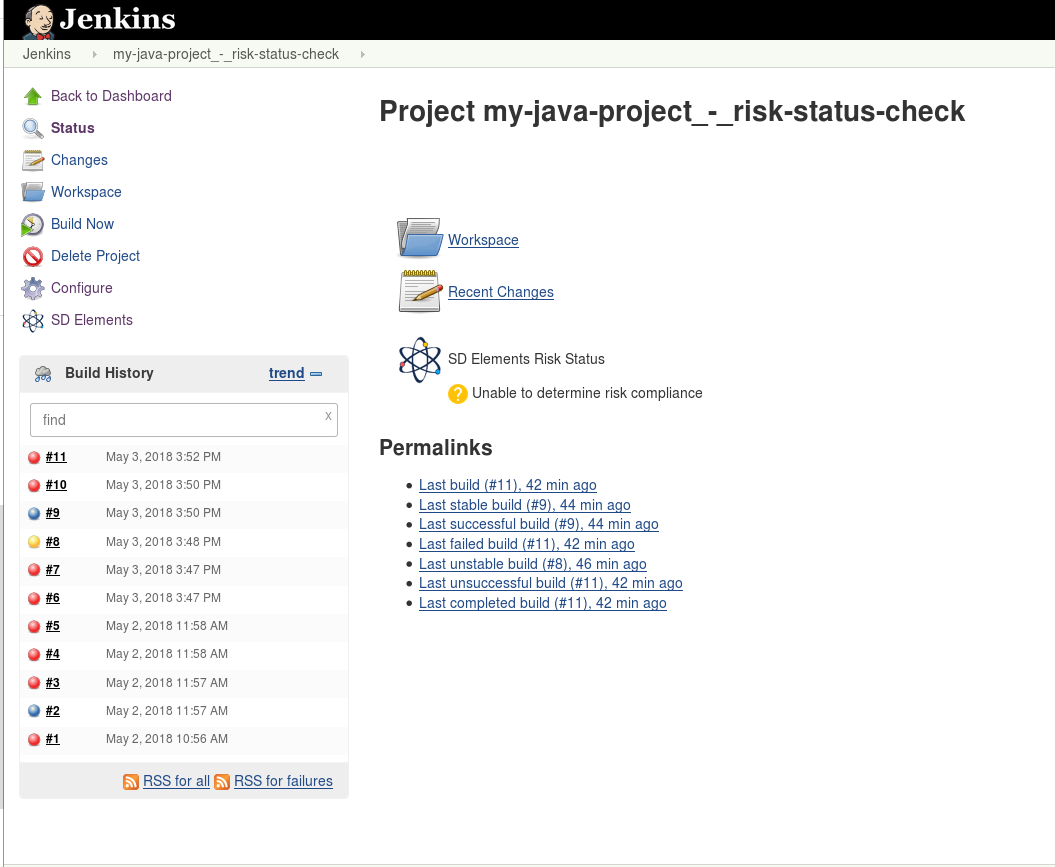 Jenkins
Jenkins my-java-project_-_risk-status-check
Back to Dashboard
Status
Changes
Workspace
Build Now
Delete Project
Configure
SD Elements
Build History trend
find x
#11 May 3, 2018 3:52 PM
#10 May 3, 2018 3:50 PM
#9 May 3, 2018 3:50 PM
#8 May 3, 2018 3:48 PM
#7 May 3, 2018 3:47 PM
#6 May 3, 2018 3:47 PM
#5 May 2, 2018 11:58 AM
#4 May 2, 2018 11:58 AM
#3 May 2, 2018 11:57 AM
#2 May 2, 2018 11:57 AM
#1 May 2, 2018 10:56 AM
RSS for all RSS for failures
Project my-java-project_-_risk-status-check
Workspace
Recent Changes
SD Elements Risk Status
? Unable to determine risk compliance
Permalinks
• Last build (#11), 42 min ago
• Last stable build (#9), 44 min ago
• Last successful build (#9), 44 min ago
• Last failed build (#11), 42 min ago
• Last unstable build (#8), 46 min ago
• Last unsuccessful build (#11), 42 min ago
• Last completed build (#11), 42 min ago